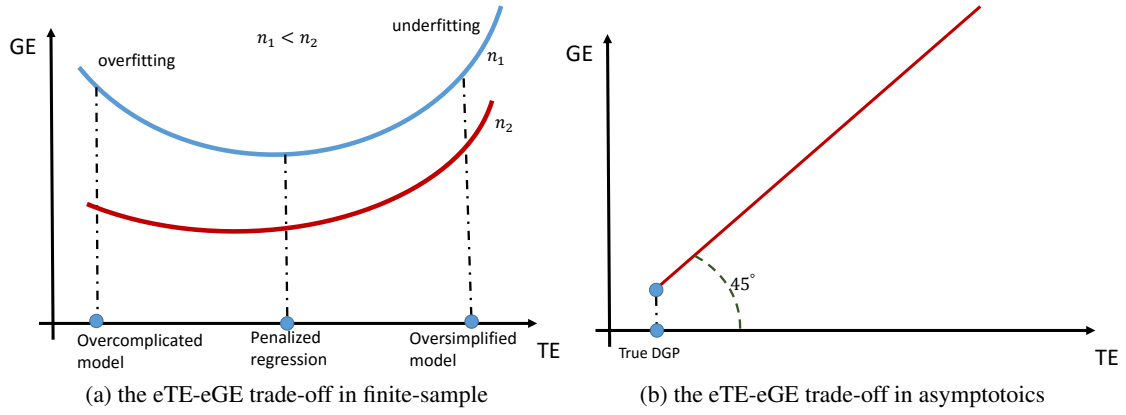 GE
overfitting
n₁ < n₂
underfitting
n₁
n₂
Overcomplicated
model
Penalized
regression
Oversimplified
model
TE
(a) the eTE-eGE trade-off in finite-sample
GE
45°
True DGP
TE
(b) the eTE-eGE trade-off in asymptotoics